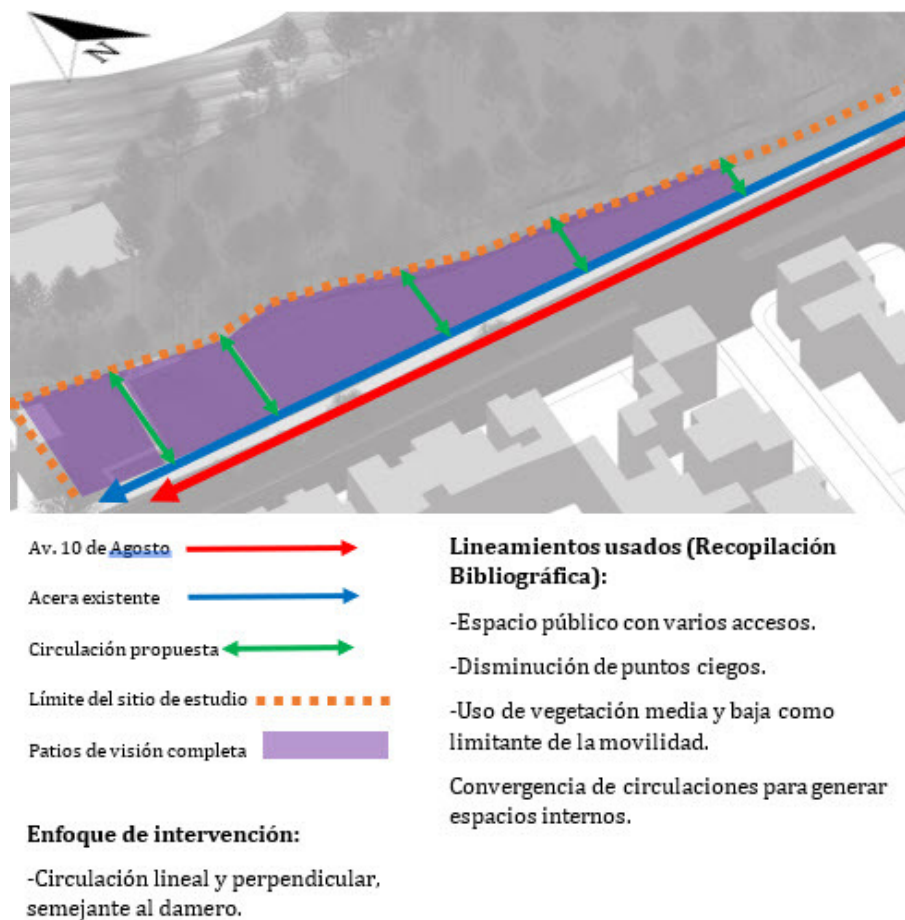 N
Av. 10 de Agosto
Acera existente
Circulación propuesta
Límite del sitio de estudio
Patios de visión completa
Enfoque de intervención:
-Circulación lineal y perpendicular,
semejante al damero.
Lineamientos usados (Recopilación
Bibliográfica):
-Espacio público con varios accesos.
-Disminución de puntos ciegos.
-Uso de vegetación media y baja como
limitante de la movilidad.
Convergencia de circulaciones para generar
espacios internos.